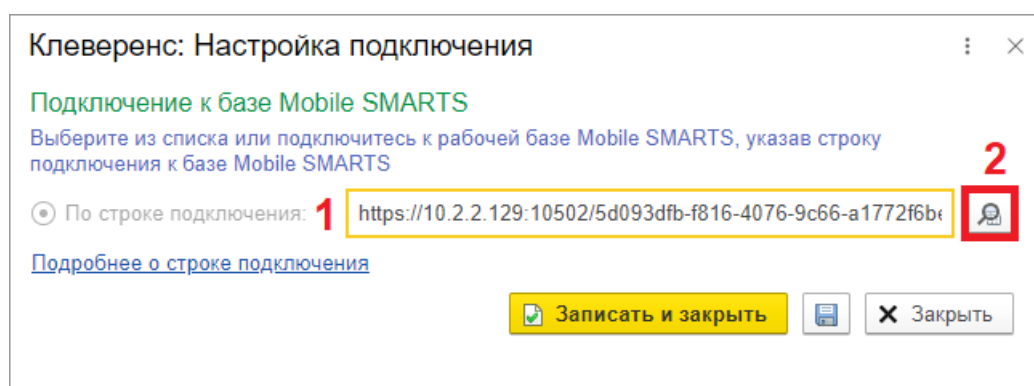 Клеверенс: Настройка подключения
Подключение к базе Mobile SMARTS
Выберите из списка или подключитесь к рабочей базе Mobile SMARTS, указав строку
подключения к базе Mobile SMARTS
2
По строке подключения: 1 https://10.2.2.129:10502/5d093dfb-f816-4076-9c66-a1772f6be
Подробнее о строке подключения
Записать и закрыть Закрыть